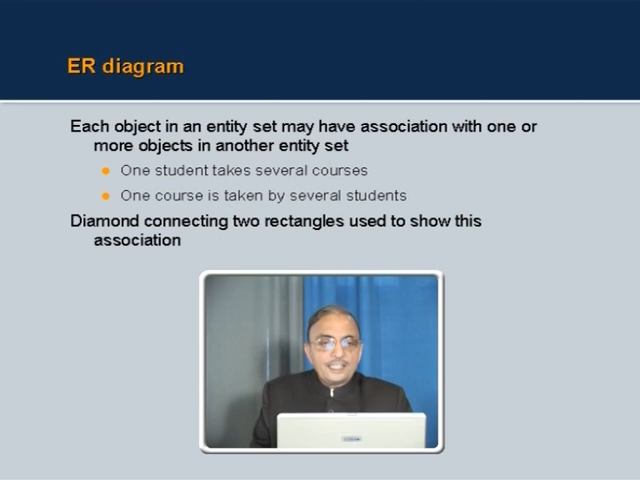 ER diagram
Each object in an entity set may have association with one or
more objects in another entity set
One student takes several courses
One course is taken by several students
Diamond connecting two rectangles used to show this
association